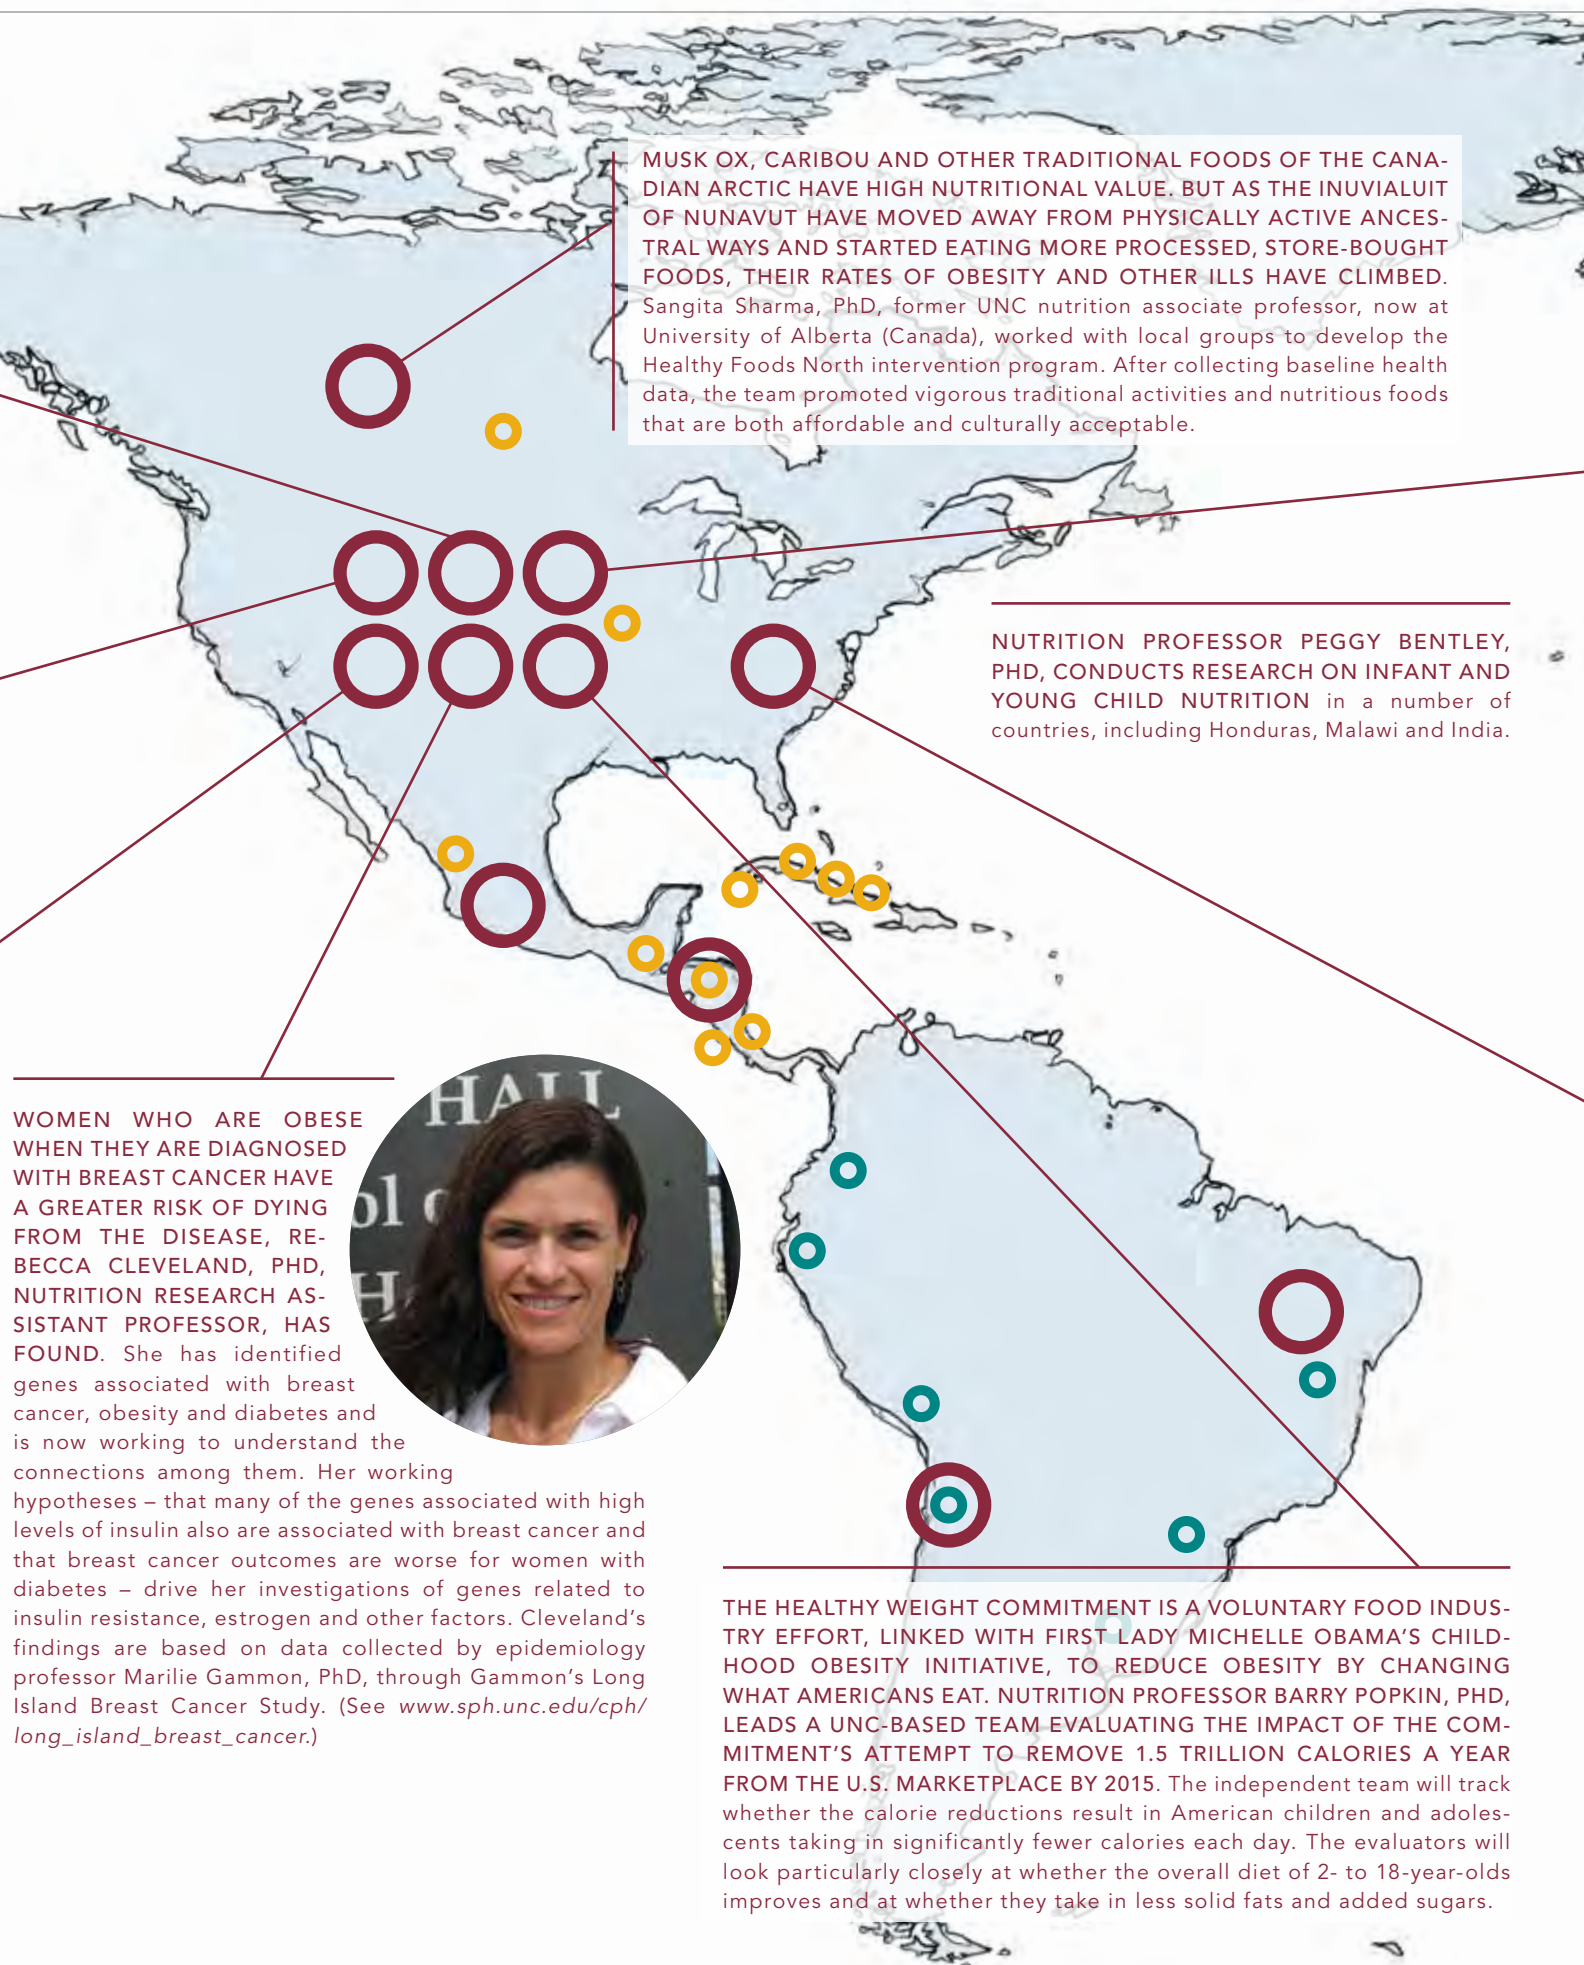 MUSK OX, CARIBOU AND OTHER TRADITIONAL FOODS OF THE CANA-
DIAN ARCTIC HAVE HIGH NUTRITIONAL VALUE. BUT AS THE INUVIALUIT
OF NUNAVUT HAVE MOVED AWAY FROM PHYSICALLY ACTIVE ANCES-
TRAL WAYS AND STARTED EATING MORE PROCESSED, STORE-BOUGHT
FOODS, THEIR RATES OF OBESITY AND OTHER ILLS HAVE CLIMBED.
Sangita Sharma, PhD, former UNC nutrition associate professor, now at
University of Alberta (Canada), worked with local groups to develop the
Healthy Foods North intervention program. After collecting baseline health
data, the team promoted vigorous traditional activities and nutritious foods
that are both affordable and culturally acceptable.
NUTRITION PROFESSOR PEGGY BENTLEY,
PHD, CONDUCTS RESEARCH ON INFANT AND
YOUNG CHILD NUTRITION in a number of
countries, including Honduras, Malawi and India.
WOMEN WHO ARE OBESE
WHEN THEY ARE DIAGNOSED
WITH BREAST CANCER HAVE
A GREATER RISK OF DYING
FROM THE DISEASE, RE-
BECCA CLEVELAND, PHD,
NUTRITION RESEARCH AS-
SISTANT PROFESSOR, HAS
FOUND. She has identified
genes associated with breast
cancer, obesity and diabetes and
is now working to understand the
connections among them. Her working
hypotheses – that many of the genes associated with high
levels of insulin also are associated with breast cancer and
that breast cancer outcomes are worse for women with
diabetes – drive her investigations of genes related to
insulin resistance, estrogen and other factors. Cleveland's
findings are based on data collected by epidemiology
professor Marilie Gammon, PhD, through Gammon's Long
Island Breast Cancer Study. (See www.sph.unc.edu/cph/
long_island_breast_cancer.)
HALL
ol o
H
THE HEALTHY WEIGHT COMMITMENT IS A VOLUNTARY FOOD INDUS-
TRY EFFORT, LINKED WITH FIRST LADY MICHELLE OBAMA'S CHILD-
HOOD OBESITY INITIATIVE, TO REDUCE OBESITY BY CHANGING
WHAT AMERICANS EAT. NUTRITION PROFESSOR BARRY POPKIN, PHD,
LEADS A UNC-BASED TEAM EVALUATING THE IMPACT OF THE COM-
MITMENT'S ATTEMPT TO REMOVE 1.5 TRILLION CALORIES A YEAR
FROM THE U.S. MARKETPLACE BY 2015. The independent team will track
whether the calorie reductions result in American children and adoles-
cents taking in significantly fewer calories each day. The evaluators will
look particularly closely at whether the overall diet of 2- to 18-year-olds
improves and at whether they take in less solid fats and added sugars.